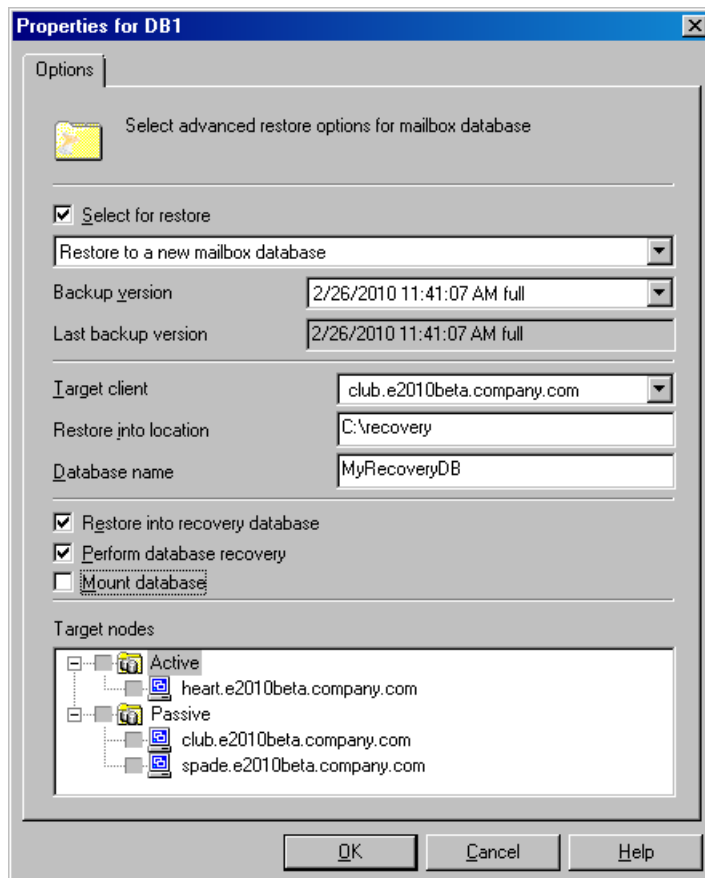 Properties for DB1
Options
Select advanced restore options for mailbox database
Select for restore
Restore to a new mailbox database
Backup version 2/26/2010 11:41:07 AM full
Last backup version 2/26/2010 11:41:07 AM full
Target client club.e2010beta.company.com
Restore into location C:\recovery
Database name MyRecoveryDB
Restore into recovery database
Perform database recovery
Mount database
Target nodes
Active
heart.e2010beta.company.com
Passive
club.e2010beta.company.com
spade.e2010beta.company.com
OK Cancel Help